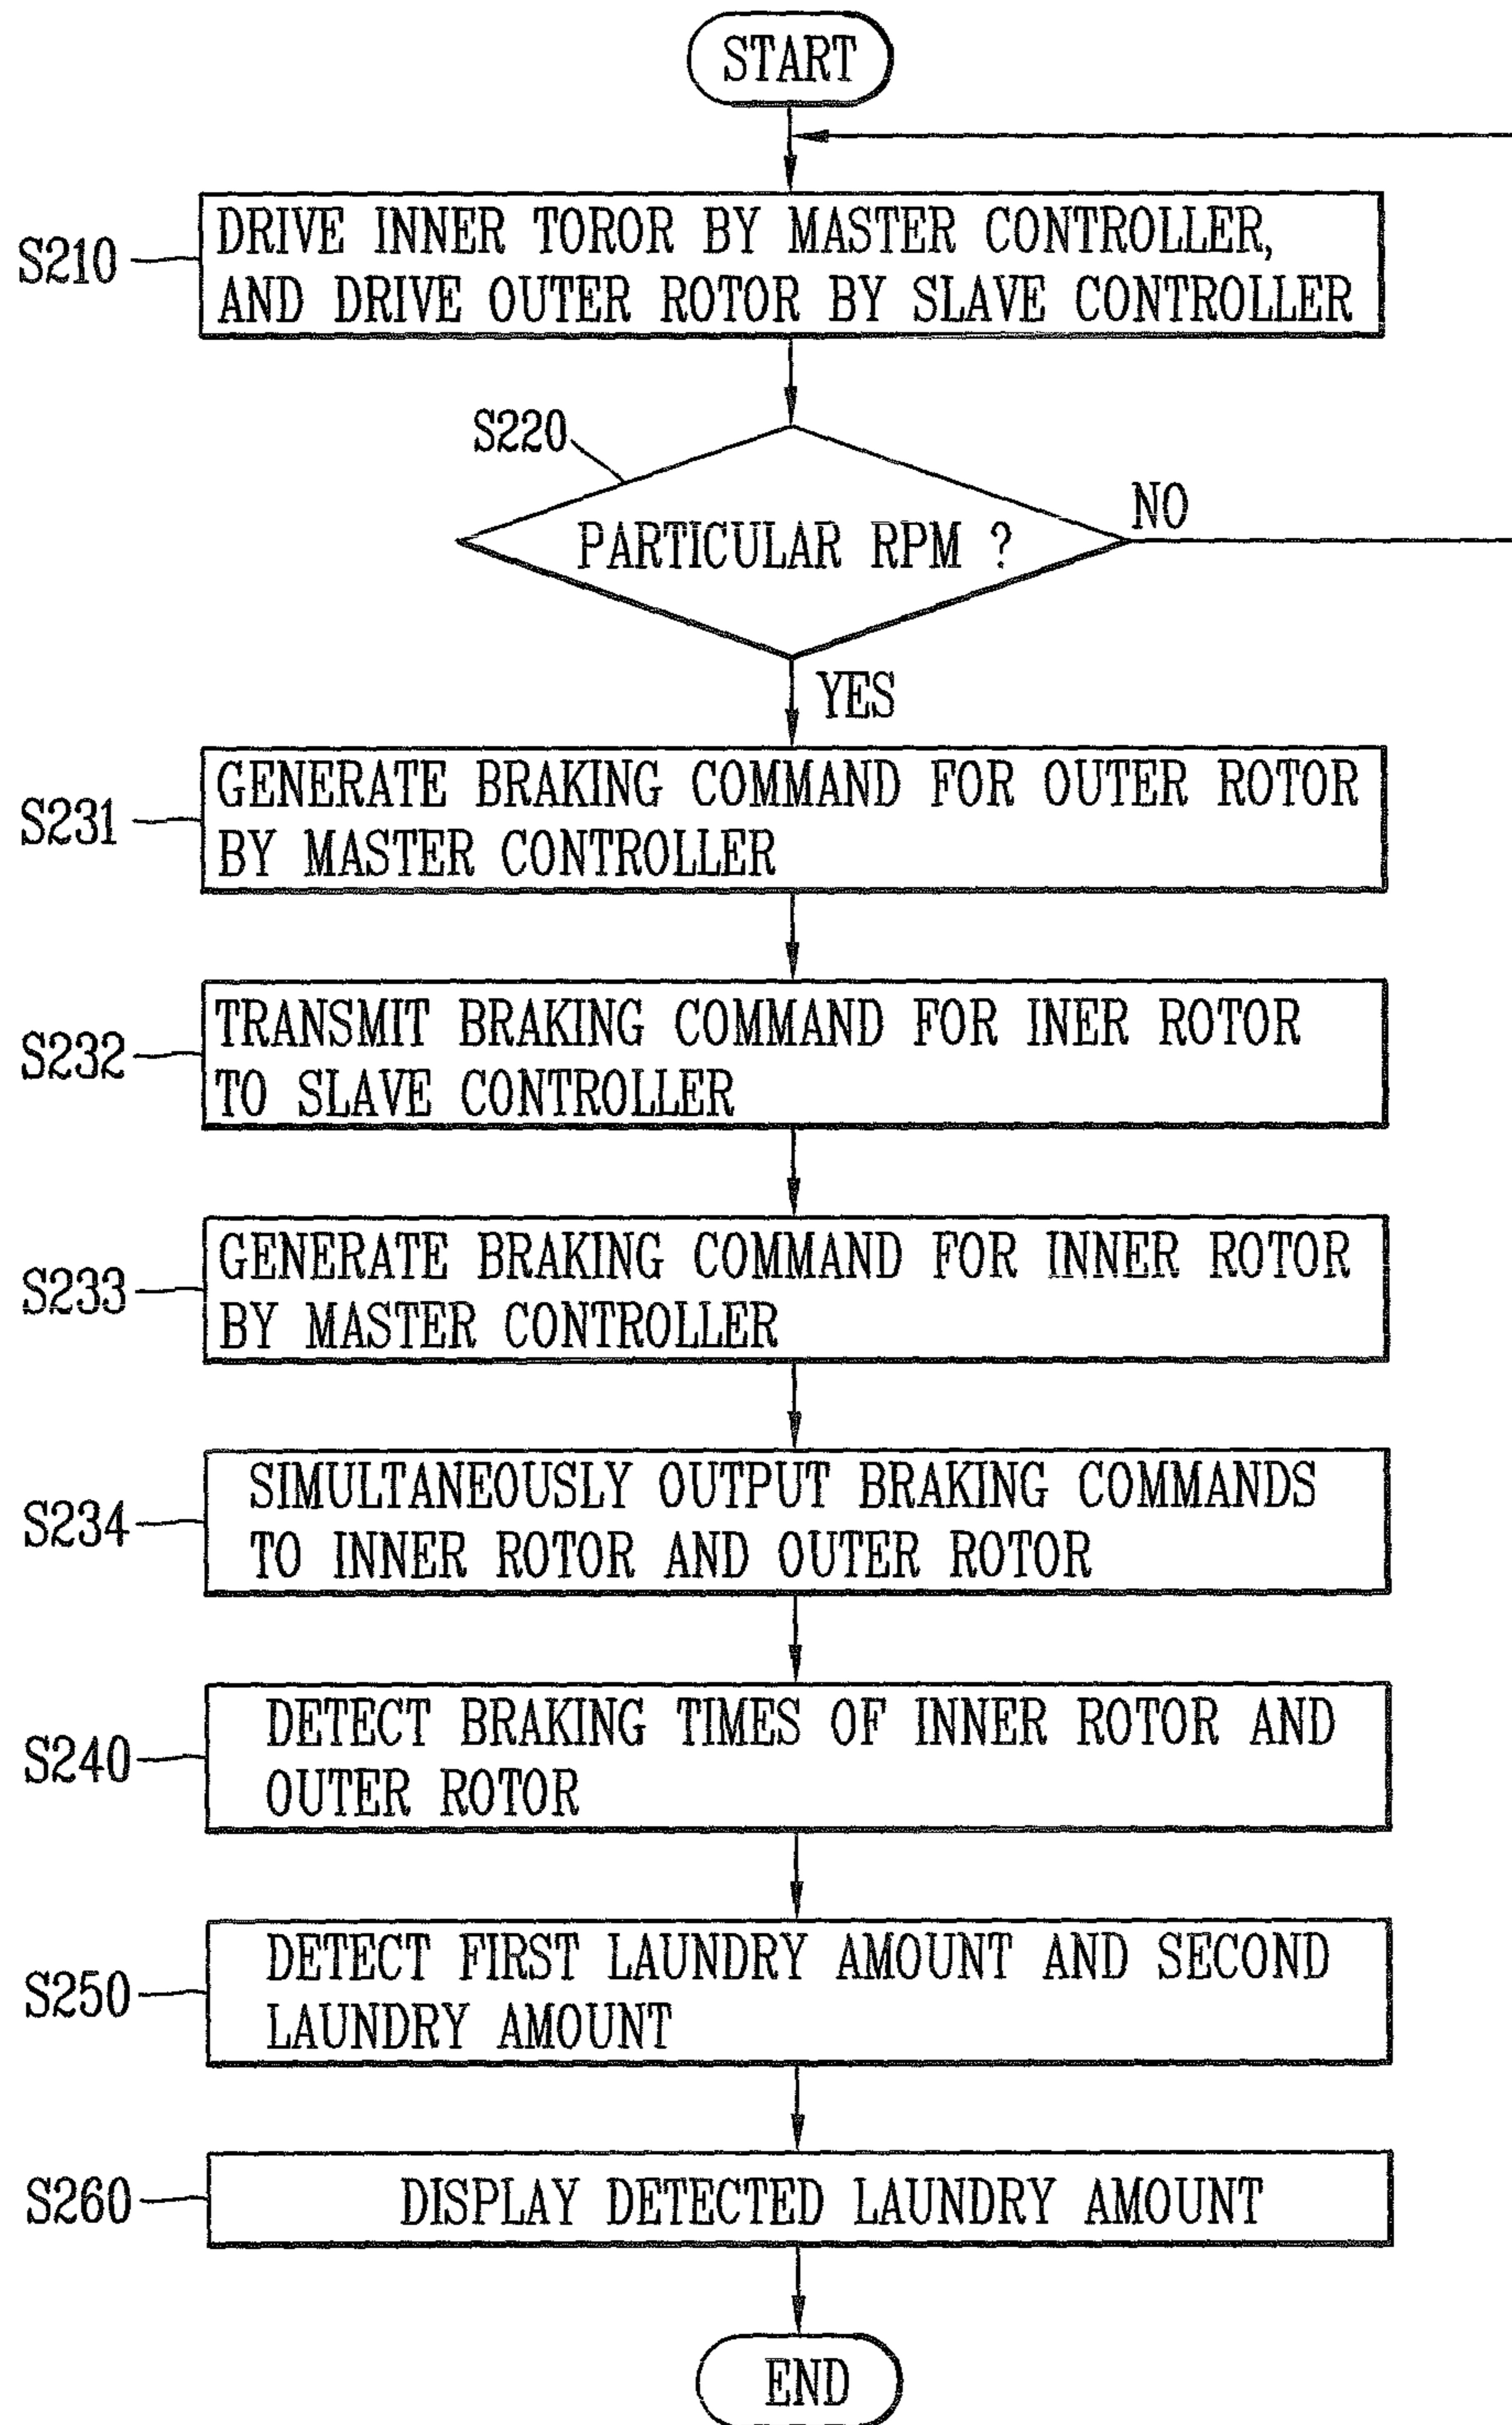 START
S210
DRIVE INNER TOROR BY MASTER CONTROLLER,
AND DRIVE OUTER ROTOR BY SLAVE CONTROLLER
S220
PARTICULAR RPM ?
NO
YES
S231
GENERATE BRAKING COMMAND FOR OUTER ROTOR
BY MASTER CONTROLLER
S232
TRANSMIT BRAKING COMMAND FOR INER ROTOR
TO SLAVE CONTROLLER
S233
GENERATE BRAKING COMMAND FOR INNER ROTOR
BY MASTER CONTROLLER
S234
SIMULTANEOUSLY OUTPUT BRAKING COMMANDS
TO INNER ROTOR AND OUTER ROTOR
S240
DETECT BRAKING TIMES OF INNER ROTOR AND
OUTER ROTOR
S250
DETECT FIRST LAUNDRY AMOUNT AND SECOND
LAUNDRY AMOUNT
S260
DISPLAY DETECTED LAUNDRY AMOUNT
END